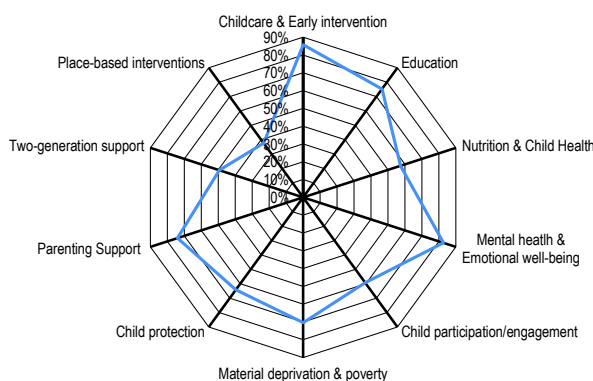 Childcare & Early intervention
90%
80%
70%
60%
50%
40%
30%
20%
10%
0%
Education
Nutrition & Child Health
Mental heatlh &
Emotional well-being
Child participation/engagement
Material deprivation & poverty
Child protection
Parenting Support
Two-generation support
Place-based interventions